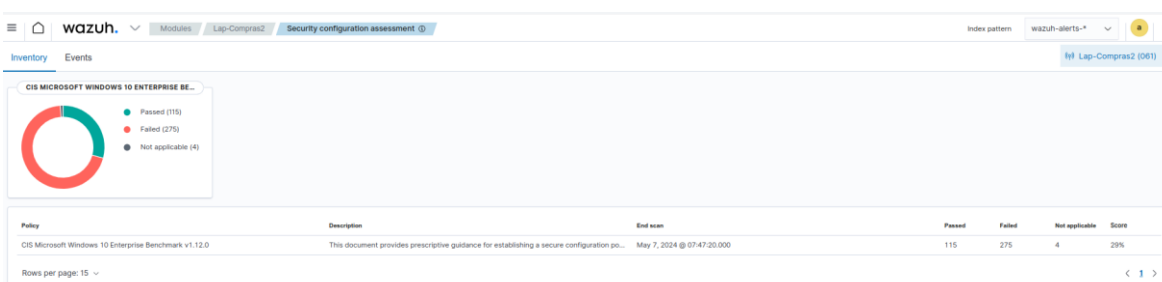 wazuh. Modules Lap-Compras2 Security configuration assessment Index pattern wazuh-alerts-* a
Inventory Events Lap-Compras2 (061)
CIS MICROSOFT WINDOWS 10 ENTERPRISE BE...
Passed (115)
Failed (275)
Not applicable (4)
Policy Description End scan Passed Failed Not applicable Score
CIS Microsoft Windows 10 Enterprise Benchmark v1.12.0 This document provides prescriptive guidance for establishing a secure configuration po... May 7, 2024 @ 07:47:20.000 115 275 4 29%
Rows per page: 15 < 1 >